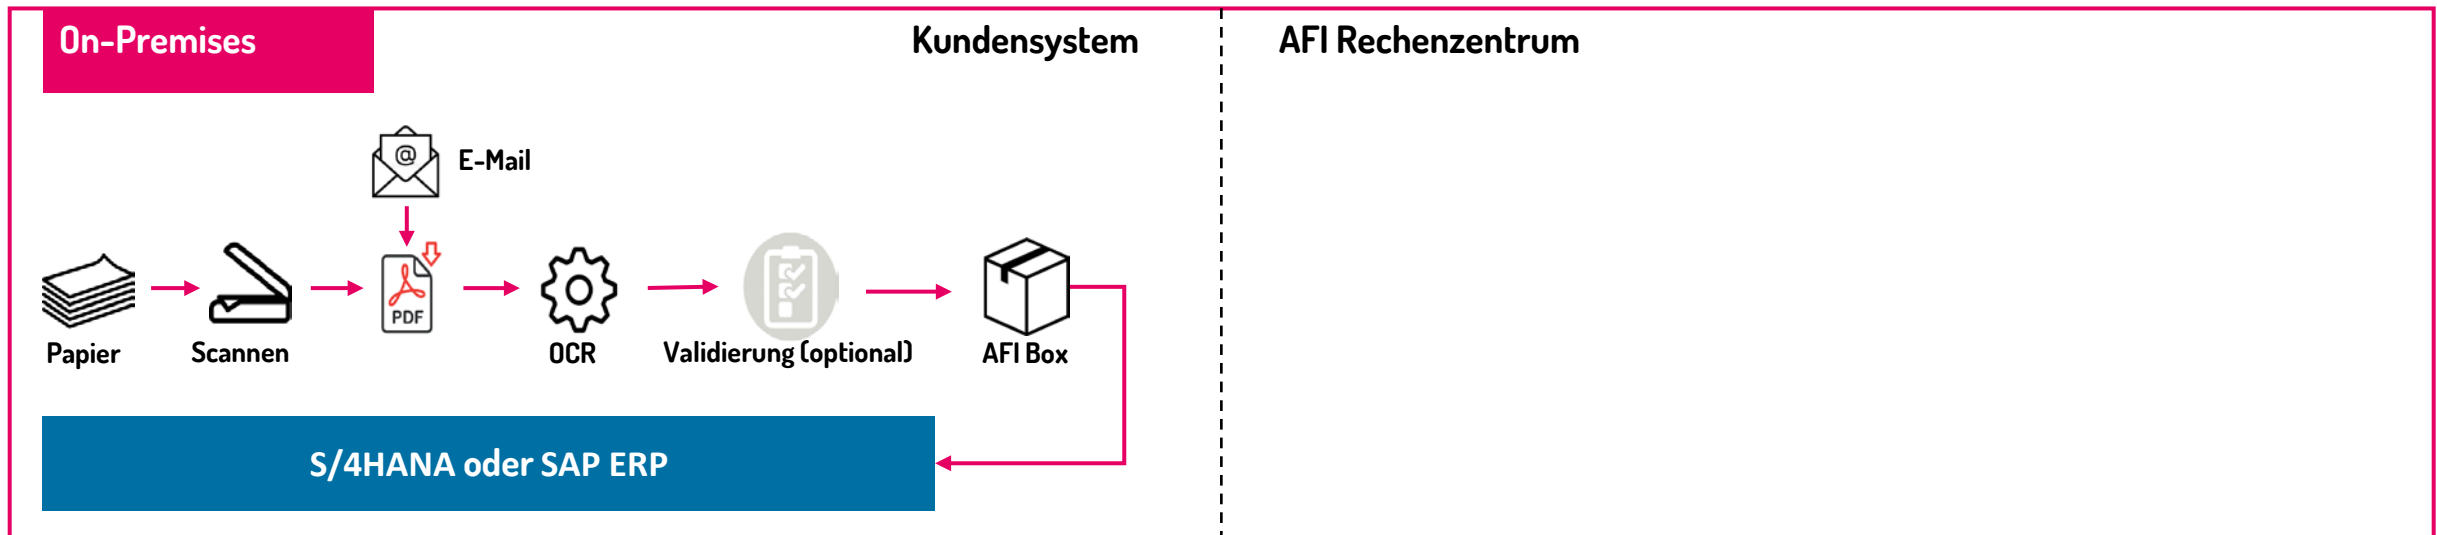 On-Premises
Kundensystem
AFI Rechenzentrum
@
E-Mail
PDF
Papier
Scannen
OCR
Validierung (optional)
AFI Box
S/4HANA oder SAP ERP